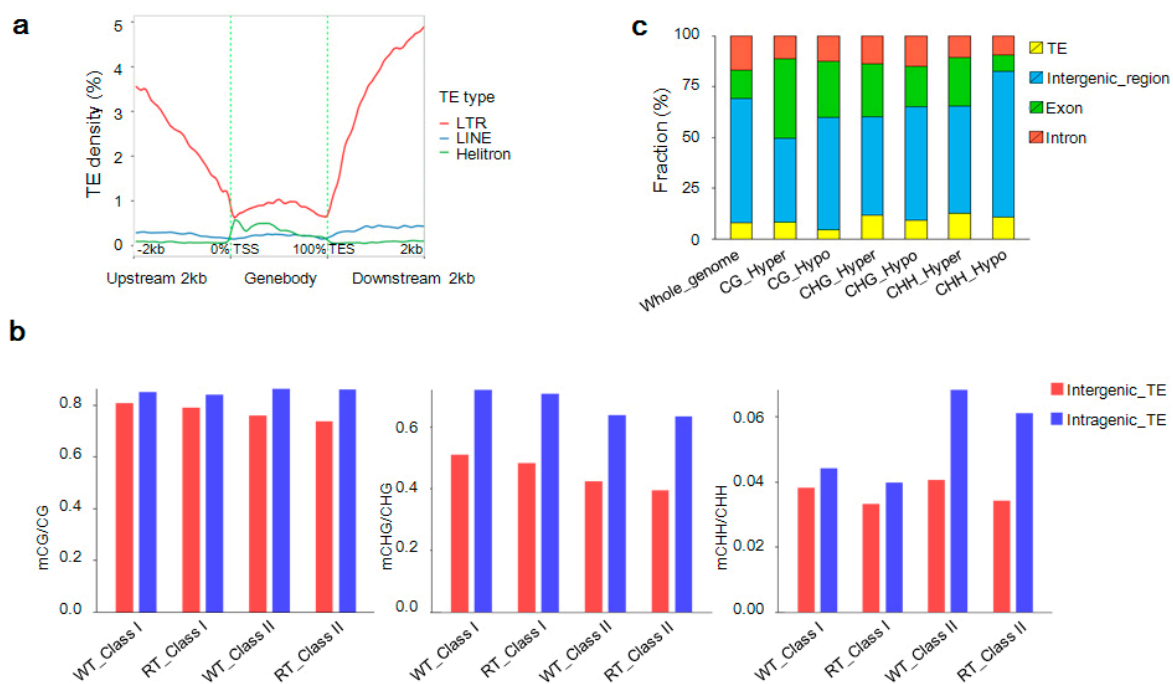 a
TE density (%)
5
4
3
2
1
0
-2kb
0%
TSS
100%
TES
2kb
Upstream 2kb
Genebody
Downstream 2kb
TE type
LTR
LINE
Helitron
c
Fraction (%)
100
75
50
25
0
Whole_genome
CG_Hyper
CG_Hypo
CHG_Hyper
CHG_Hypo
CHH_Hyper
CHH_Hypo
TE
Intergenic_region
Exon
Intron
b
mCG/CG
0.8
0.6
0.4
0.2
0.0
WT_Class I
RT_Class I
WT_Class II
RT_Class II
mCHG/CHG
0.6
0.4
0.2
0.0
WT_Class I
RT_Class I
WT_Class II
RT_Class II
mCHH/CHH
0.06
0.04
0.02
0.00
WT_Class I
RT_Class I
WT_Class II
RT_Class II
Intergenic_TE
Intragenic_TE